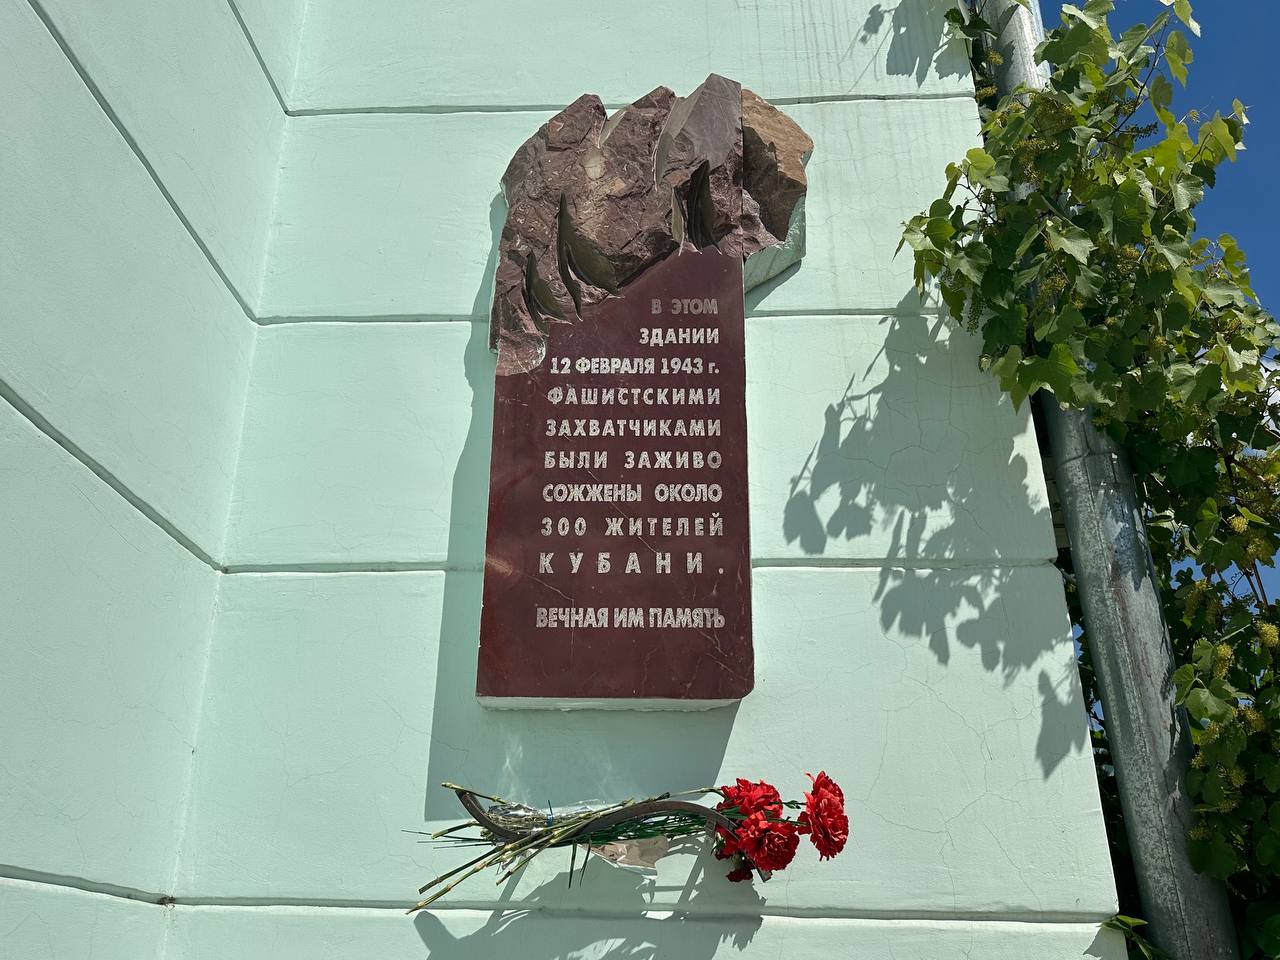 В ЭТОМ
ЗДАНИИ
12 ФЕВРАЛЯ 1943 г.
ФАШИСТСКИМИ
ЗАХВАТЧИКАМИ
БЫЛИ ЗАЖИВО
СОЖЖЕНЫ ОКОЛО
300 ЖИТЕЛЕЙ
КУБАНИ.
ВЕЧНАЯ ИМ ПАМЯТЬ